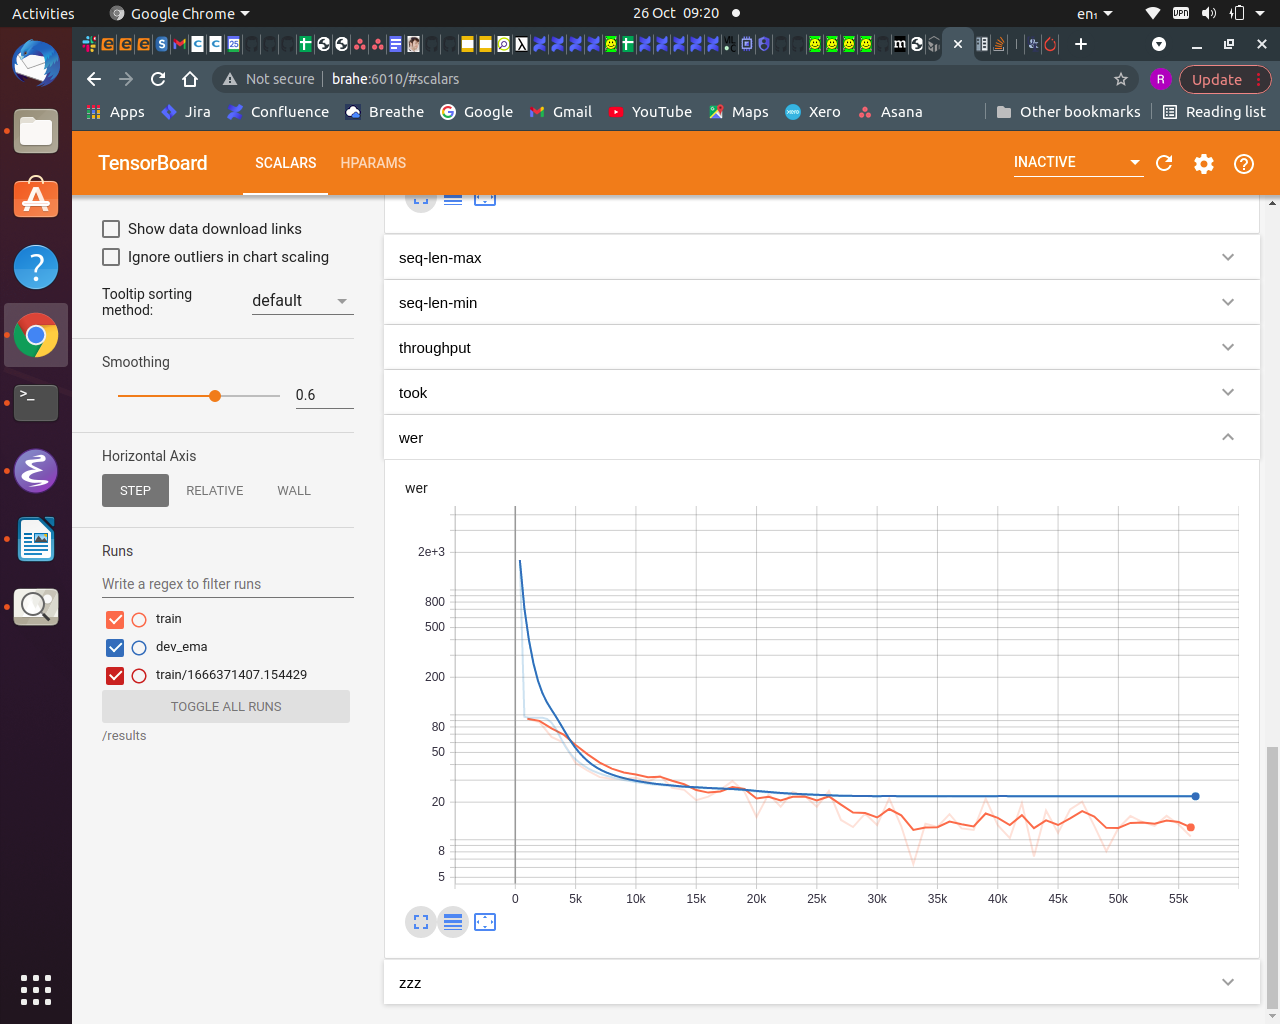 Activities
Google Chrome
26 Oct 09:20
en₁
Not secure
brahe:6010/#scalars
R
Update
Apps
Jira
Confluence
Breathe
Google
Gmail
YouTube
Maps
Xero
Asana
Other bookmarks
Reading list
TensorBoard
SCALARS
HPARAMS
INACTIVE
Show data download links
Ignore outliers in chart scaling
Tooltip sorting
method:
default
Smoothing
0.6
Horizontal Axis
STEP
RELATIVE
WALL
Runs
Write a regex to filter runs
train
dev_ema
train/1666371407.154429
TOGGLE ALL RUNS
/results
seq-len-max
seq-len-min
throughput
took
wer
wer
2e+3
800
500
200
80
50
20
8
5
0
5k
10k
15k
20k
25k
30k
35k
40k
45k
50k
55k
zzz